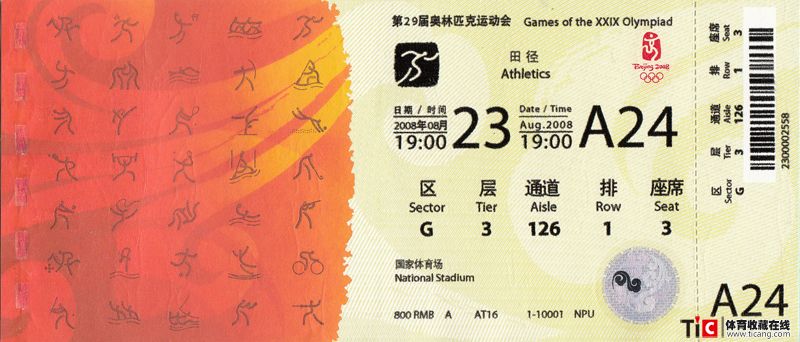 第29届奥林匹克运动会 Games of the XXIX Olympiad
田径
Athletics
Beijing 2008
日期 / 时间
2008年08月
19:00
23
Date / Time
Aug.2008
19:00
A24
区 层 通道 排 座席
Sector Tier Aisle Row Seat
G 3 126 1 3
国家体育场
National Stadium
800 RMB A AT16 1-10001 NPU
座席 Seat 3
排 Row 1
通道 Aisle 126
层 Tier 3
区 Sector G
2300002558
A24
TiC 体育收藏在线
www.ticang.com